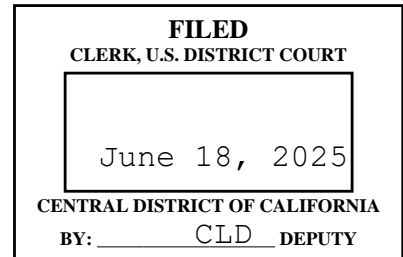 FILED
CLERK, U.S. DISTRICT COURT
June 18, 2025
CENTRAL DISTRICT OF CALIFORNIA
BY: CLD DEPUTY